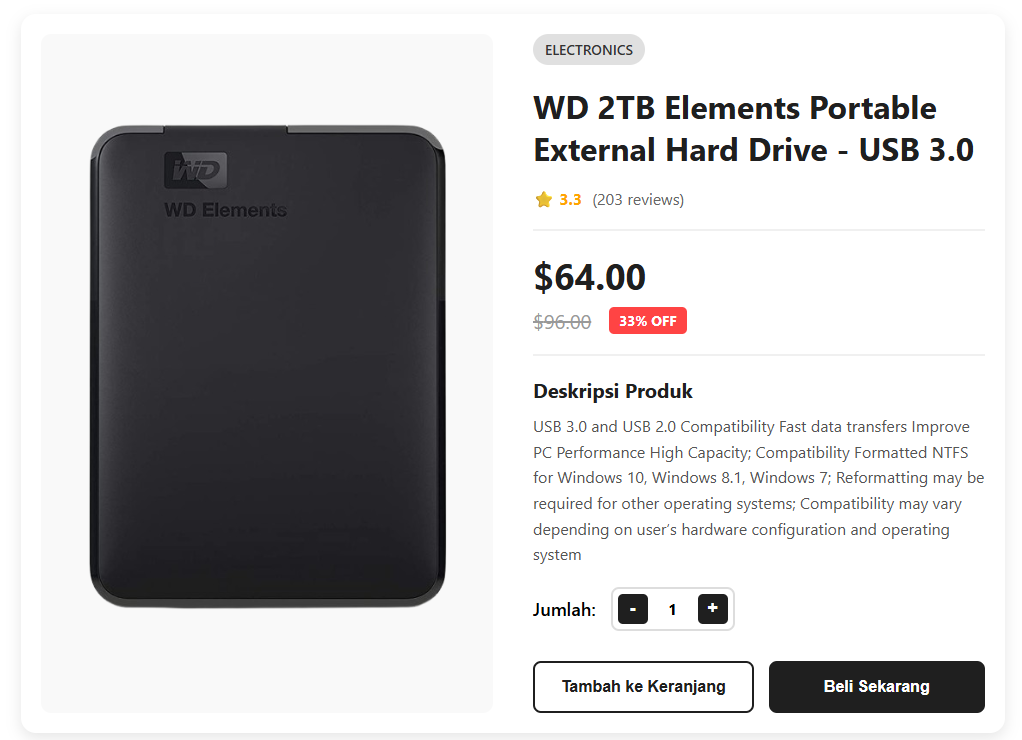 WD
WD Elements
ELECTRONICS
WD 2TB Elements Portable
External Hard Drive - USB 3.0
3.3 (203 reviews)
$64.00
$96.00 33% OFF
Deskripsi Produk
USB 3.0 and USB 2.0 Compatibility Fast data transfers Improve
PC Performance High Capacity; Compatibility Formatted NTFS
for Windows 10, Windows 8.1, Windows 7; Reformatting may be
required for other operating systems; Compatibility may vary
depending on user’s hardware configuration and operating
system
Jumlah: - 1 +
Tambah ke Keranjang Beli Sekarang